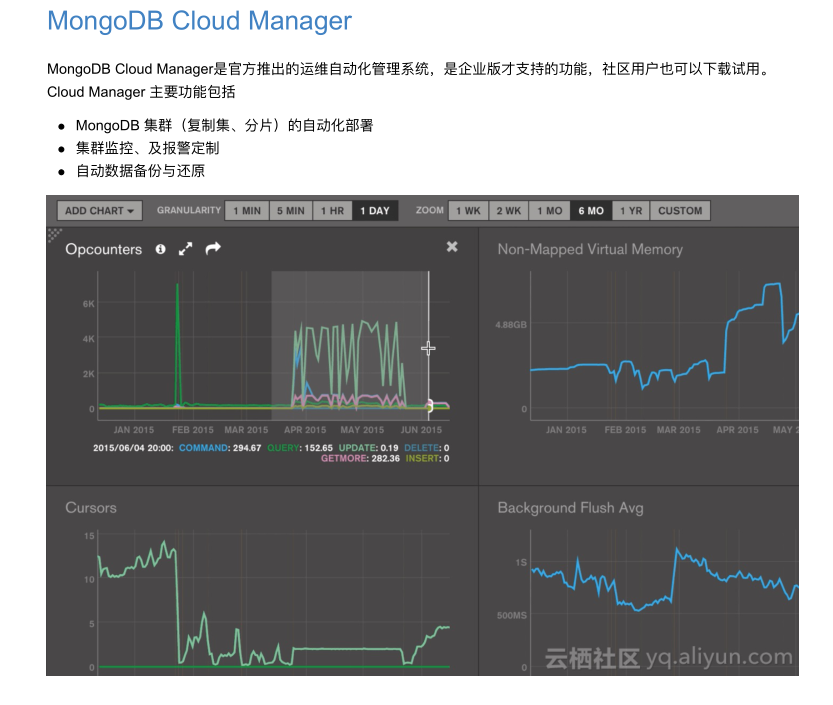 MongoDB Cloud Manager
MongoDB Cloud Manager是官方推出的运维自动化管理系统，是企业版才支持的功能，社区用户也可以下载试用。
Cloud Manager 主要功能包括
● MongoDB 集群（复制集、分片）的自动化部署
● 集群监控、及报警定制
● 自动数据备份与还原
ADD CHART GRANULARITY 1 MIN 5 MIN 1 HR 1 DAY ZOOM 1 WK 2 WK 1 MO 6 MO 1 YR CUSTOM
Opcounters
6K
4K
2K
0
JAN 2015 FEB 2015 MAR 2015 APR 2015 MAY 2015 JUN 2015
2015/06/04 20:00: COMMAND: 294.67 QUERY: 152.65 UPDATE: 0.19 DELETE: 0
GETMORE: 282.36 INSERT: 0
Non-Mapped Virtual Memory
4.88GB
0
JAN 2015 FEB 2015 MAR 2015 APR 2015 MAY 2
Cursors
15
10
5
0
Background Flush Avg
1S
500MS
0
云栖社区 yq.aliyun.com